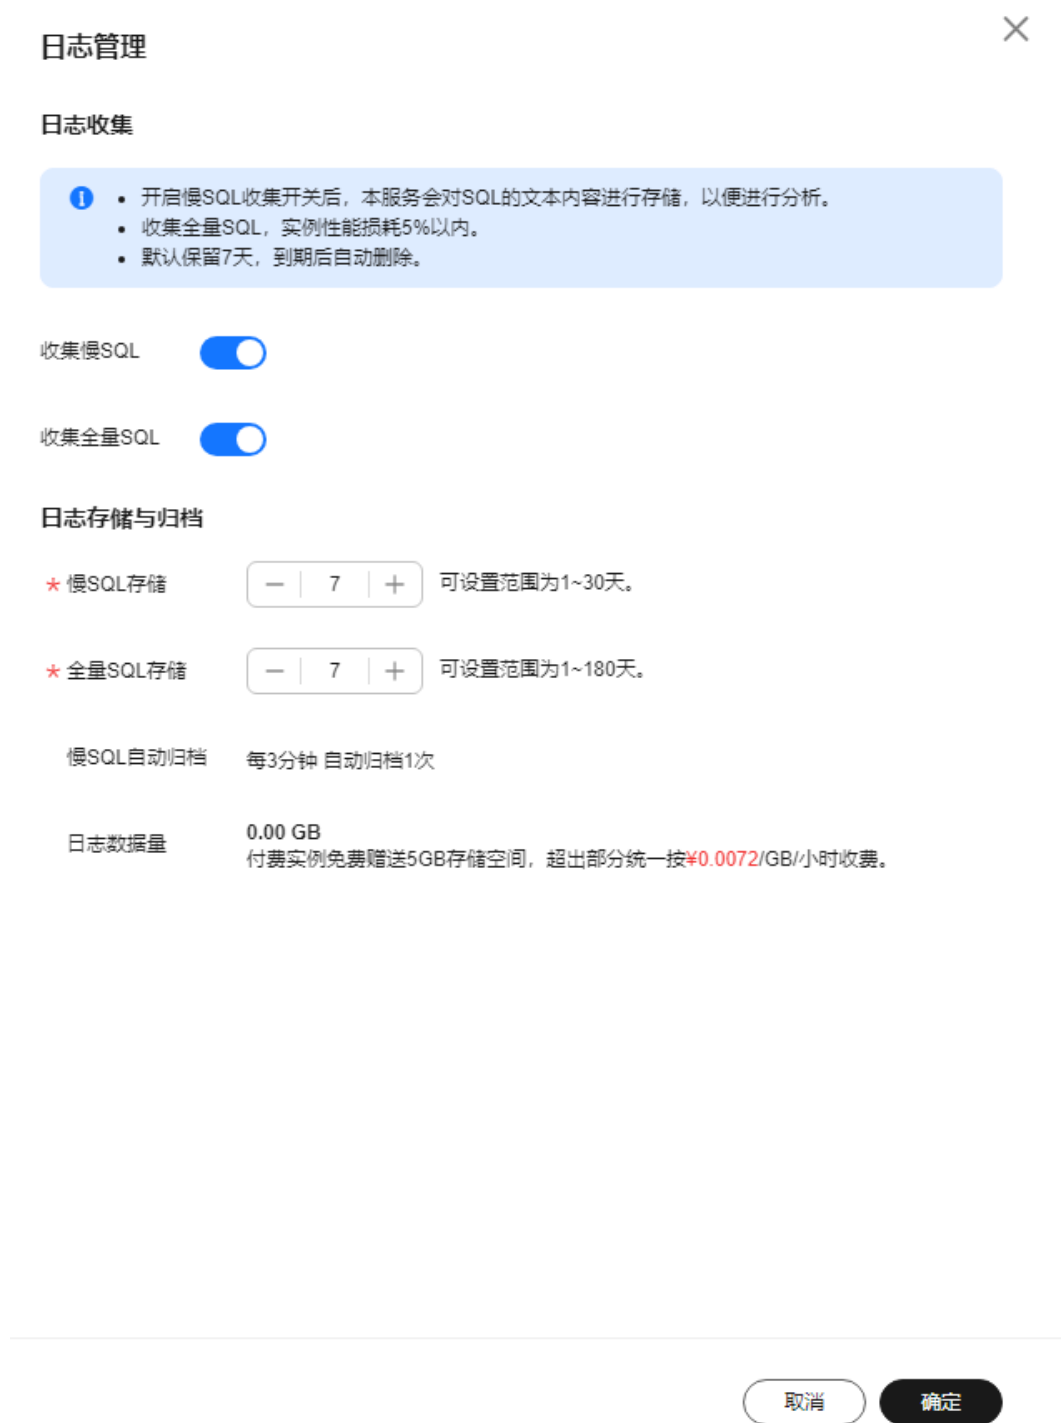 日志管理
日志收集
开启慢SQL收集开关后，本服务会对SQL的文本内容进行存储，以便进行分析。
收集全量SQL，实例性能损耗5%以内。
默认保留7天，到期后自动删除。
收集慢SQL
收集全量SQL
日志存储与归档
* 慢SQL存储 － 7 ＋ 可设置范围为1~30天。
* 全量SQL存储 － 7 ＋ 可设置范围为1~180天。
慢SQL自动归档 每3分钟 自动归档1次
日志数据量 0.00 GB
付费实例免费赠送5GB存储空间，超出部分统一按¥0.0072/GB/小时收费。
取消 确定